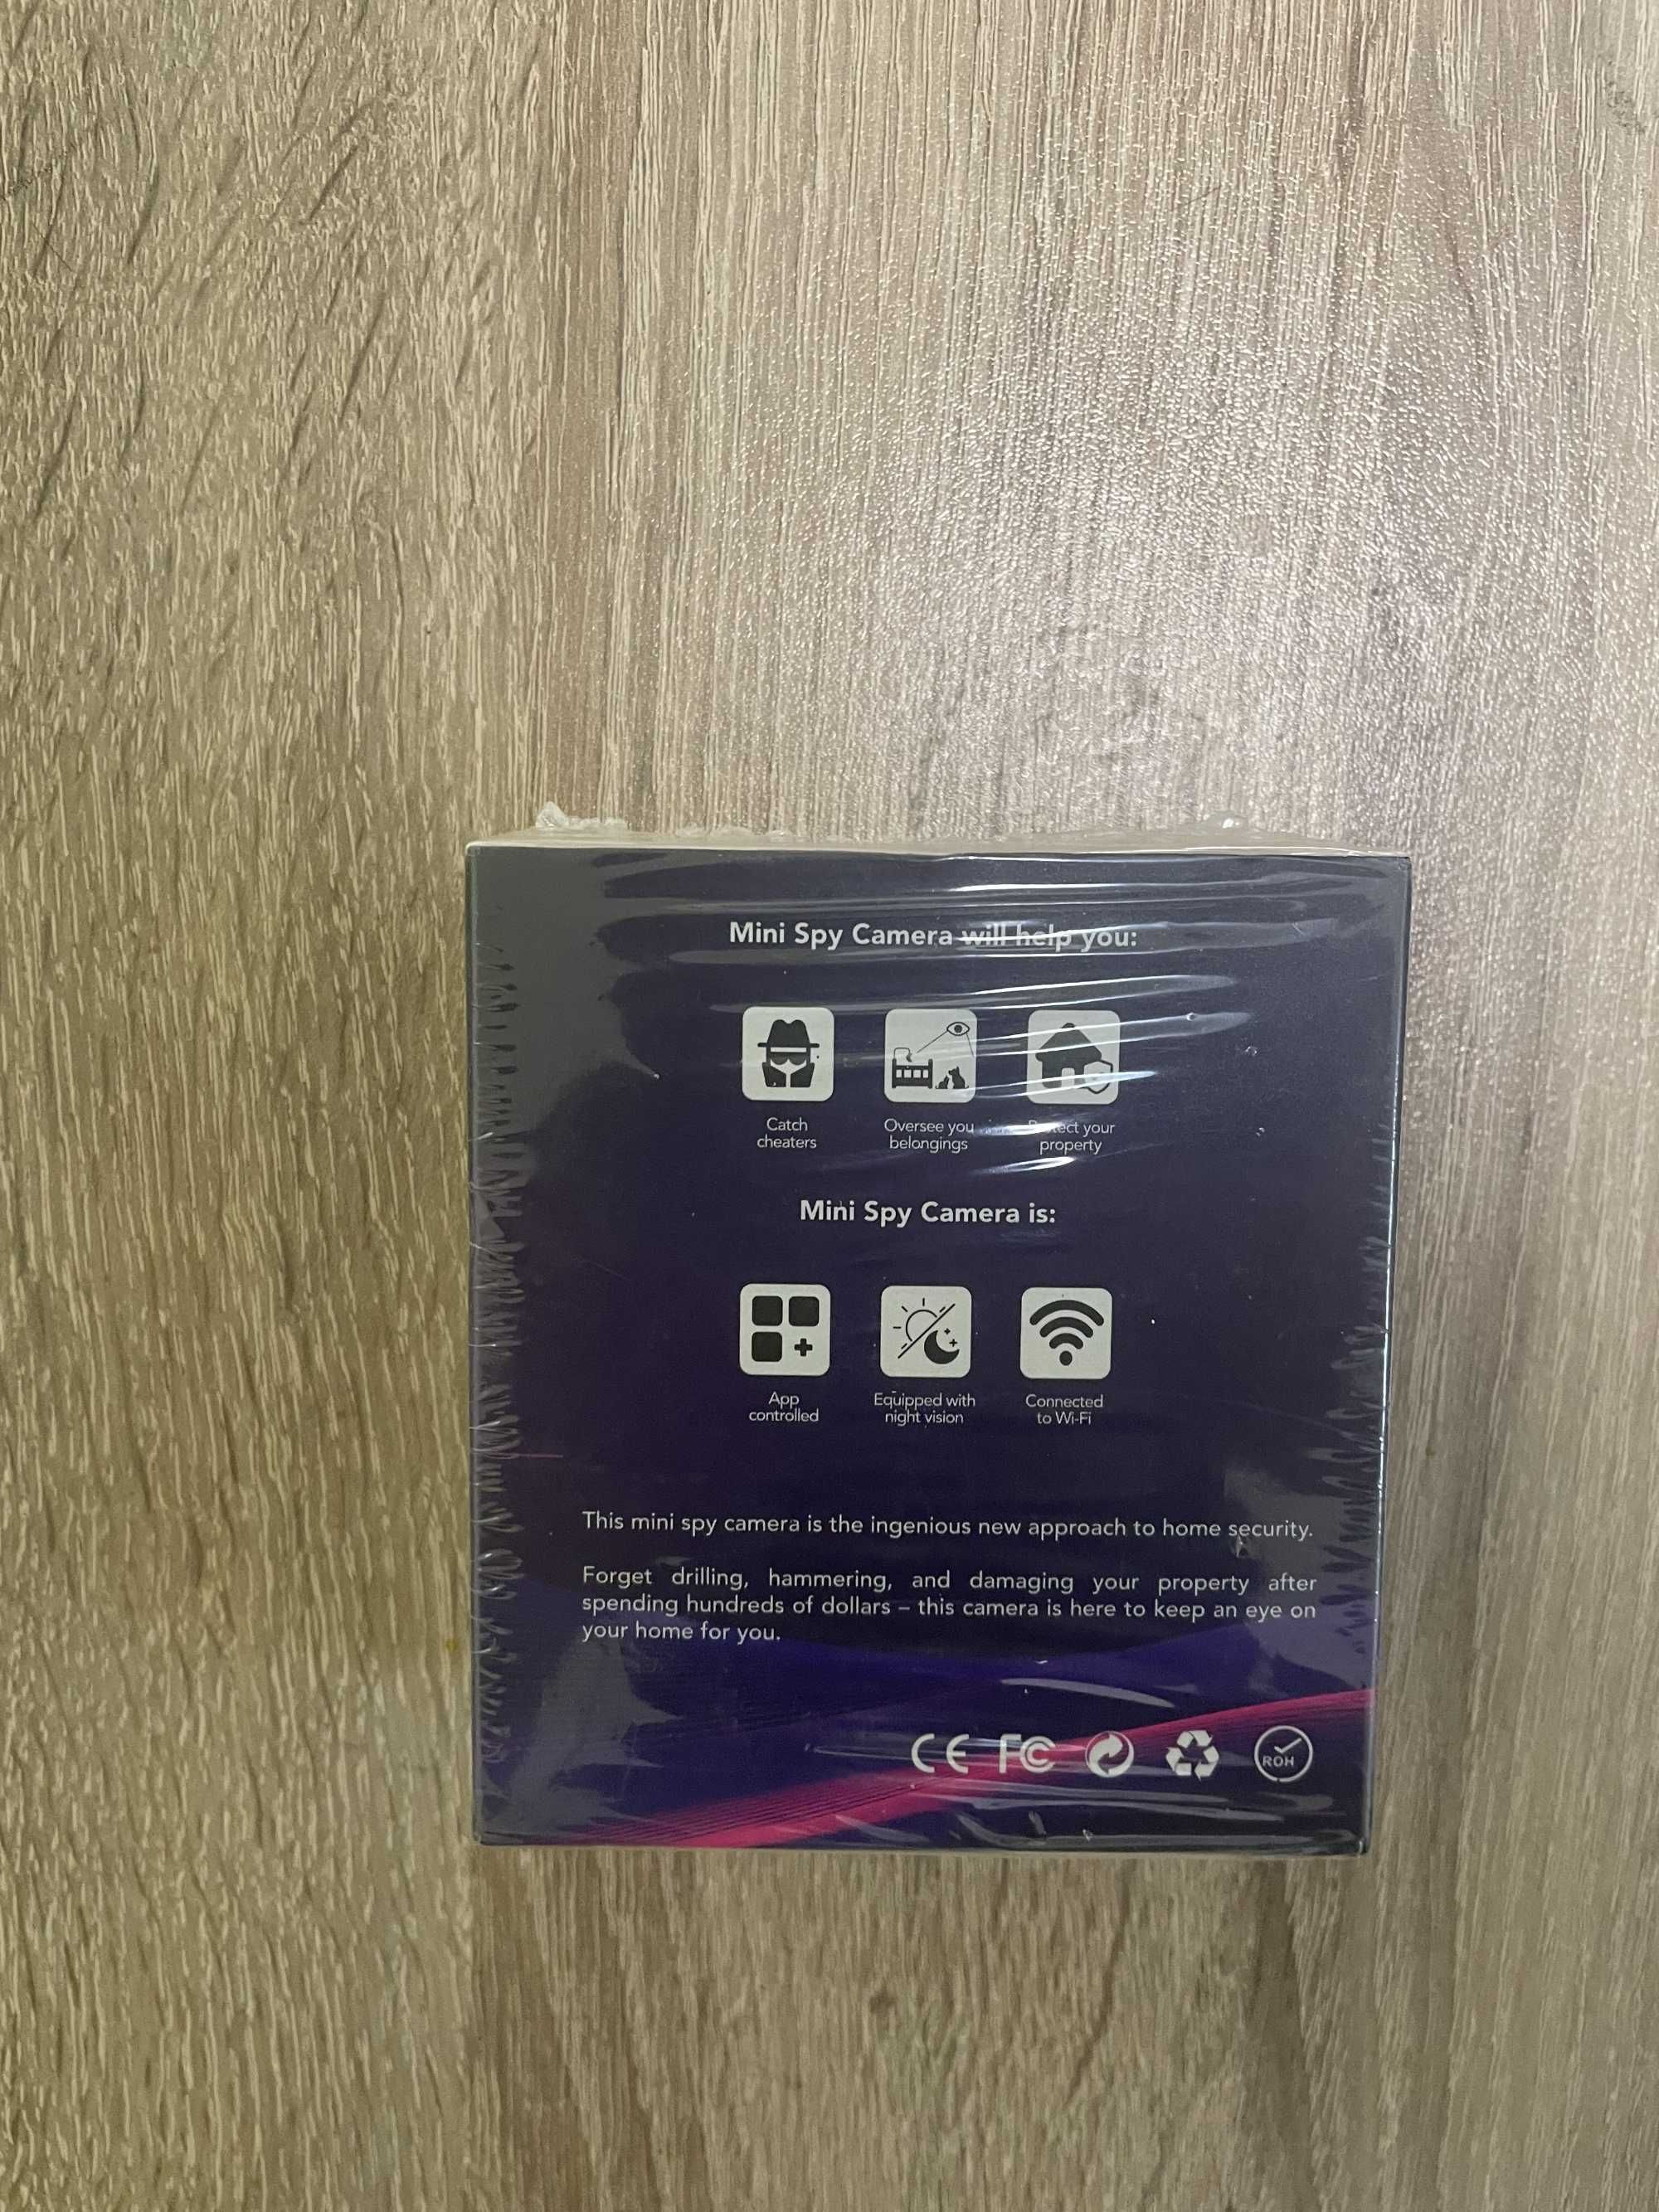 Mini Spy Camera will help you:
Catch
cheaters
Oversee you
belongings
Protect your
property
Mini Spy Camera is:
App
controlled
Equipped with
night vision
Connected
to Wi-Fi
This mini spy camera is the ingenious new approach to home security.
Forget drilling, hammering, and damaging your property after
spending hundreds of dollars – this camera is here to keep an eye on
your home for you.
CE FC ROH